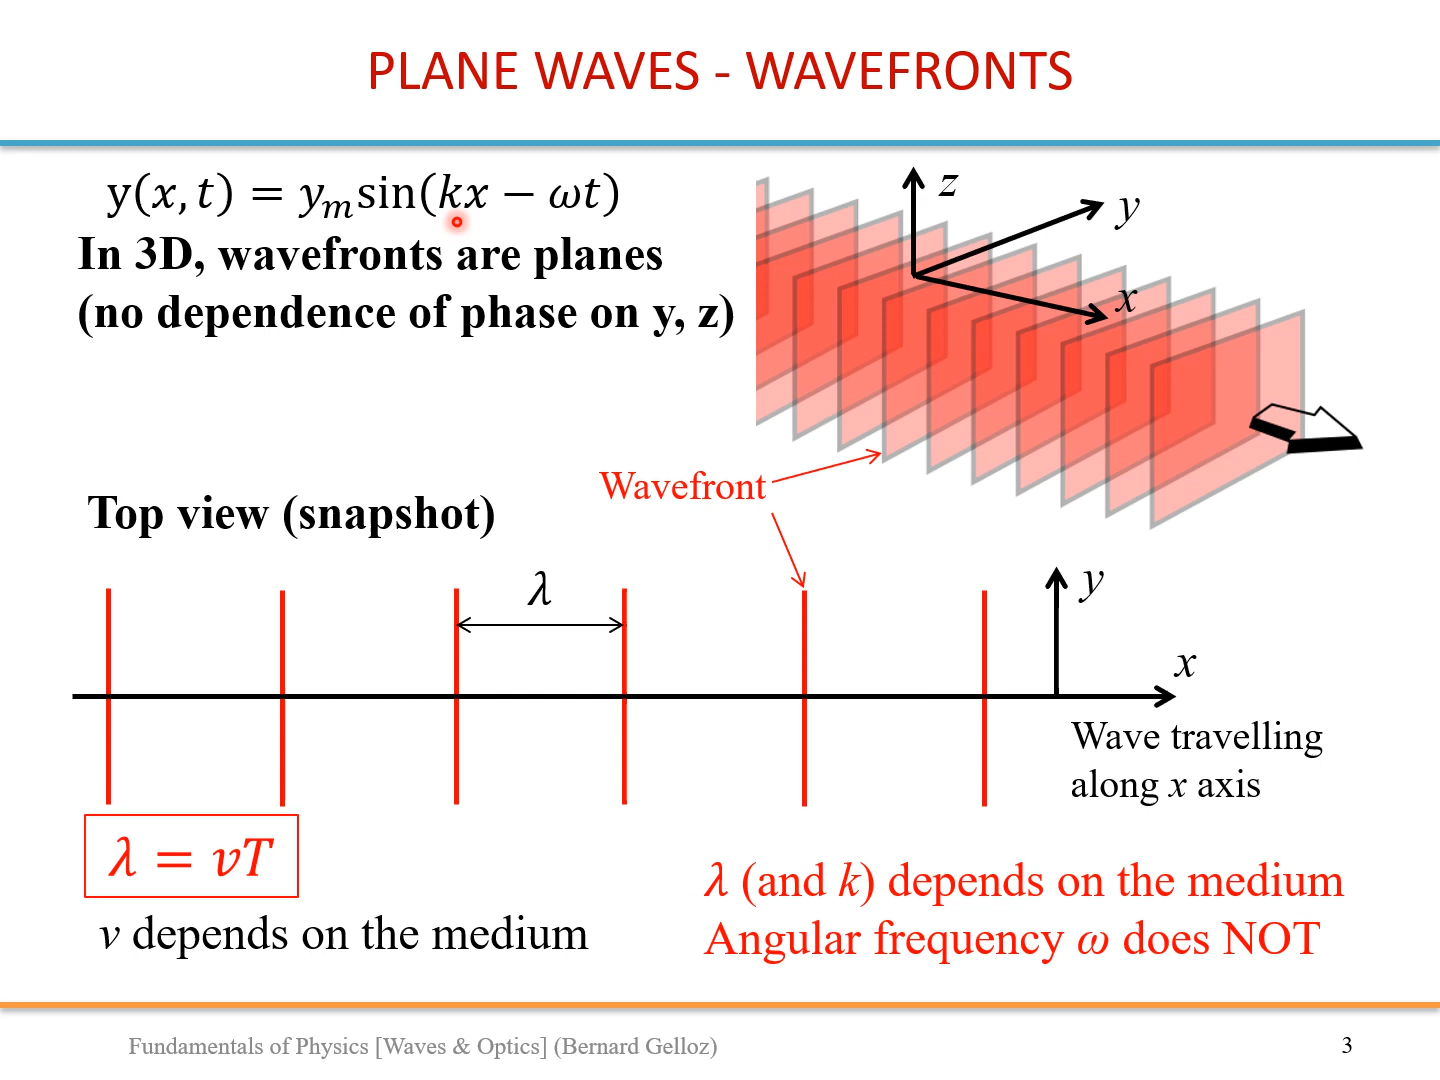 PLANE WAVES - WAVEFRONTS
y(x, t) = yₘsin(kx − ωt)
In 3D, wavefronts are planes
(no dependence of phase on y, z)
z
y
x
Wavefront
Top view (snapshot)
λ
y
x
Wave travelling
along x axis
λ = vT
v depends on the medium
λ (and k) depends on the medium
Angular frequency ω does NOT
Fundamentals of Physics [Waves & Optics] (Bernard Gelloz)
3